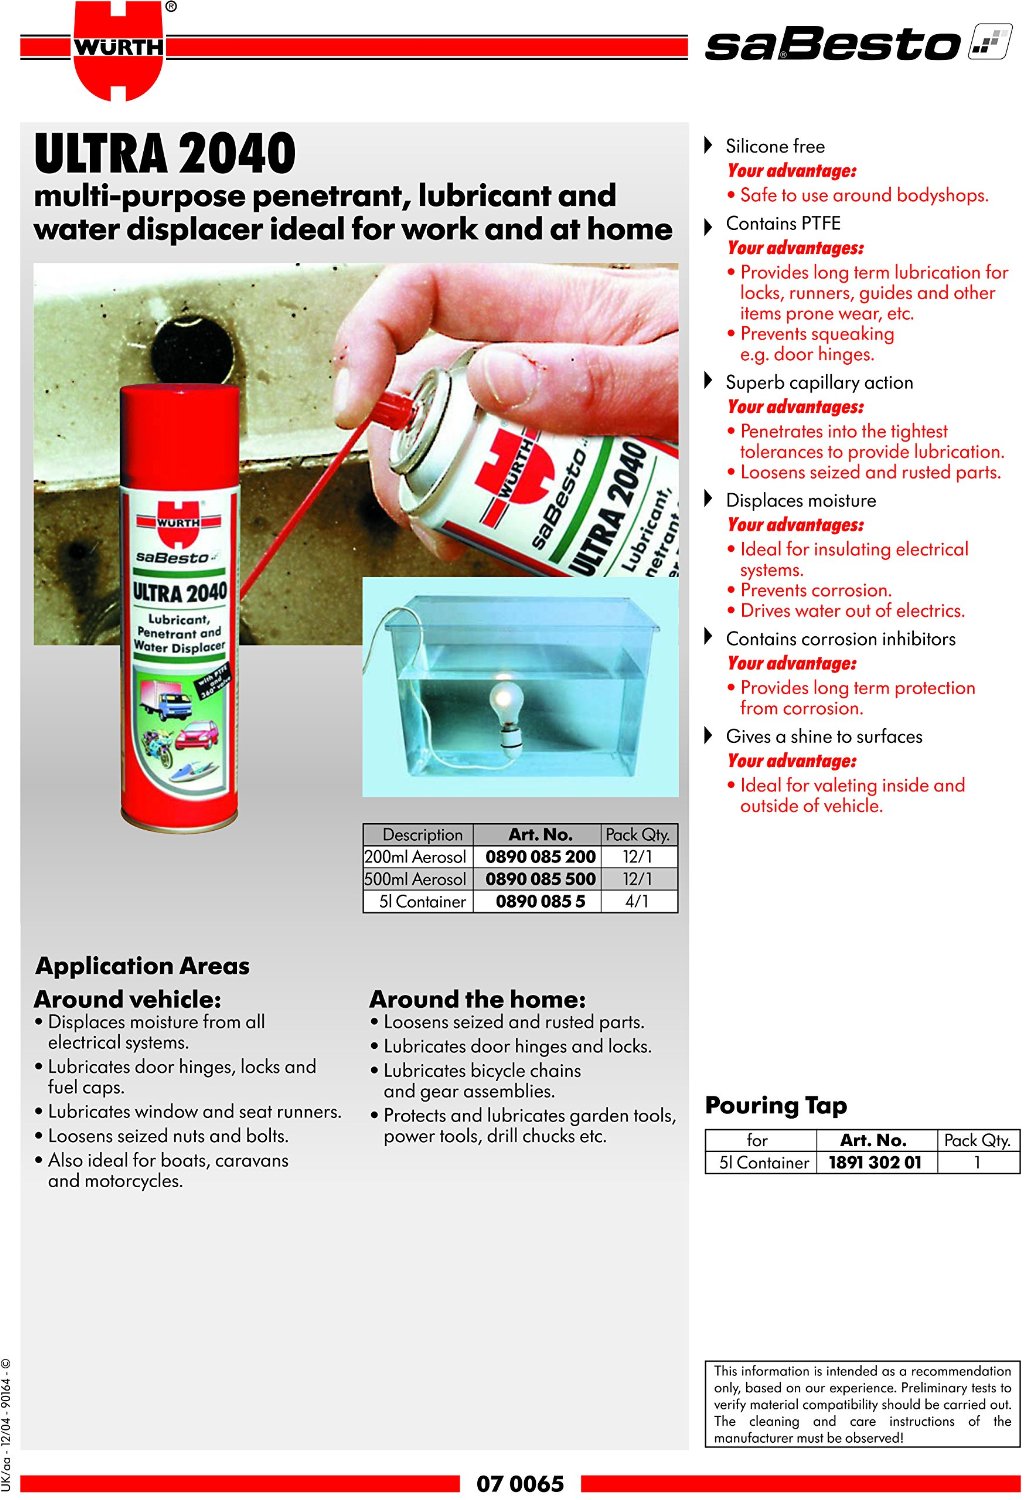 WÜRTH®
saBesto®
ULTRA 2040
multi-purpose penetrant, lubricant and
water displacer ideal for work and at home
WÜRTH
saBesto
ULTRA 2040
Lubricant,
WÜRTH
saBesto
ULTRA 2040
Lubricant,
Penetrant and
Water Displacer
with PTFE
and
360° valve
Description Art. No. Pack Qty.
200ml Aerosol 0890 085 200 12/1
500ml Aerosol 0890 085 500 12/1
5l Container 0890 085 5 4/1
Application Areas
Around vehicle:
• Displaces moisture from all
electrical systems.
• Lubricates door hinges, locks and
fuel caps.
• Lubricates window and seat runners.
• Loosens seized nuts and bolts.
• Also ideal for boats, caravans
and motorcycles.
Around the home:
• Loosens seized and rusted parts.
• Lubricates door hinges and locks.
• Lubricates bicycle chains
and gear assemblies.
• Protects and lubricates garden tools,
power tools, drill chucks etc.
Silicone free
Your advantage:
• Safe to use around bodyshops.
Contains PTFE
Your advantages:
• Provides long term lubrication for
locks, runners, guides and other
items prone wear, etc.
• Prevents squeaking
e.g. door hinges.
Superb capillary action
Your advantages:
• Penetrates into the tightest
tolerances to provide lubrication.
• Loosens seized and rusted parts.
Displaces moisture
Your advantages:
• Ideal for insulating electrical
systems.
• Prevents corrosion.
• Drives water out of electrics.
Contains corrosion inhibitors
Your advantage:
• Provides long term protection
from corrosion.
Gives a shine to surfaces
Your advantage:
• Ideal for valeting inside and
outside of vehicle.
Pouring Tap
for Art. No. Pack Qty.
5l Container 1891 302 01 1
This information is intended as a recommendation
only, based on our experience. Preliminary tests to
verify material compatibility should be carried out.
The cleaning and care instructions of the
manufacturer must be observed!
UK/aa - 12/04 - 90164 - ©
07 0065